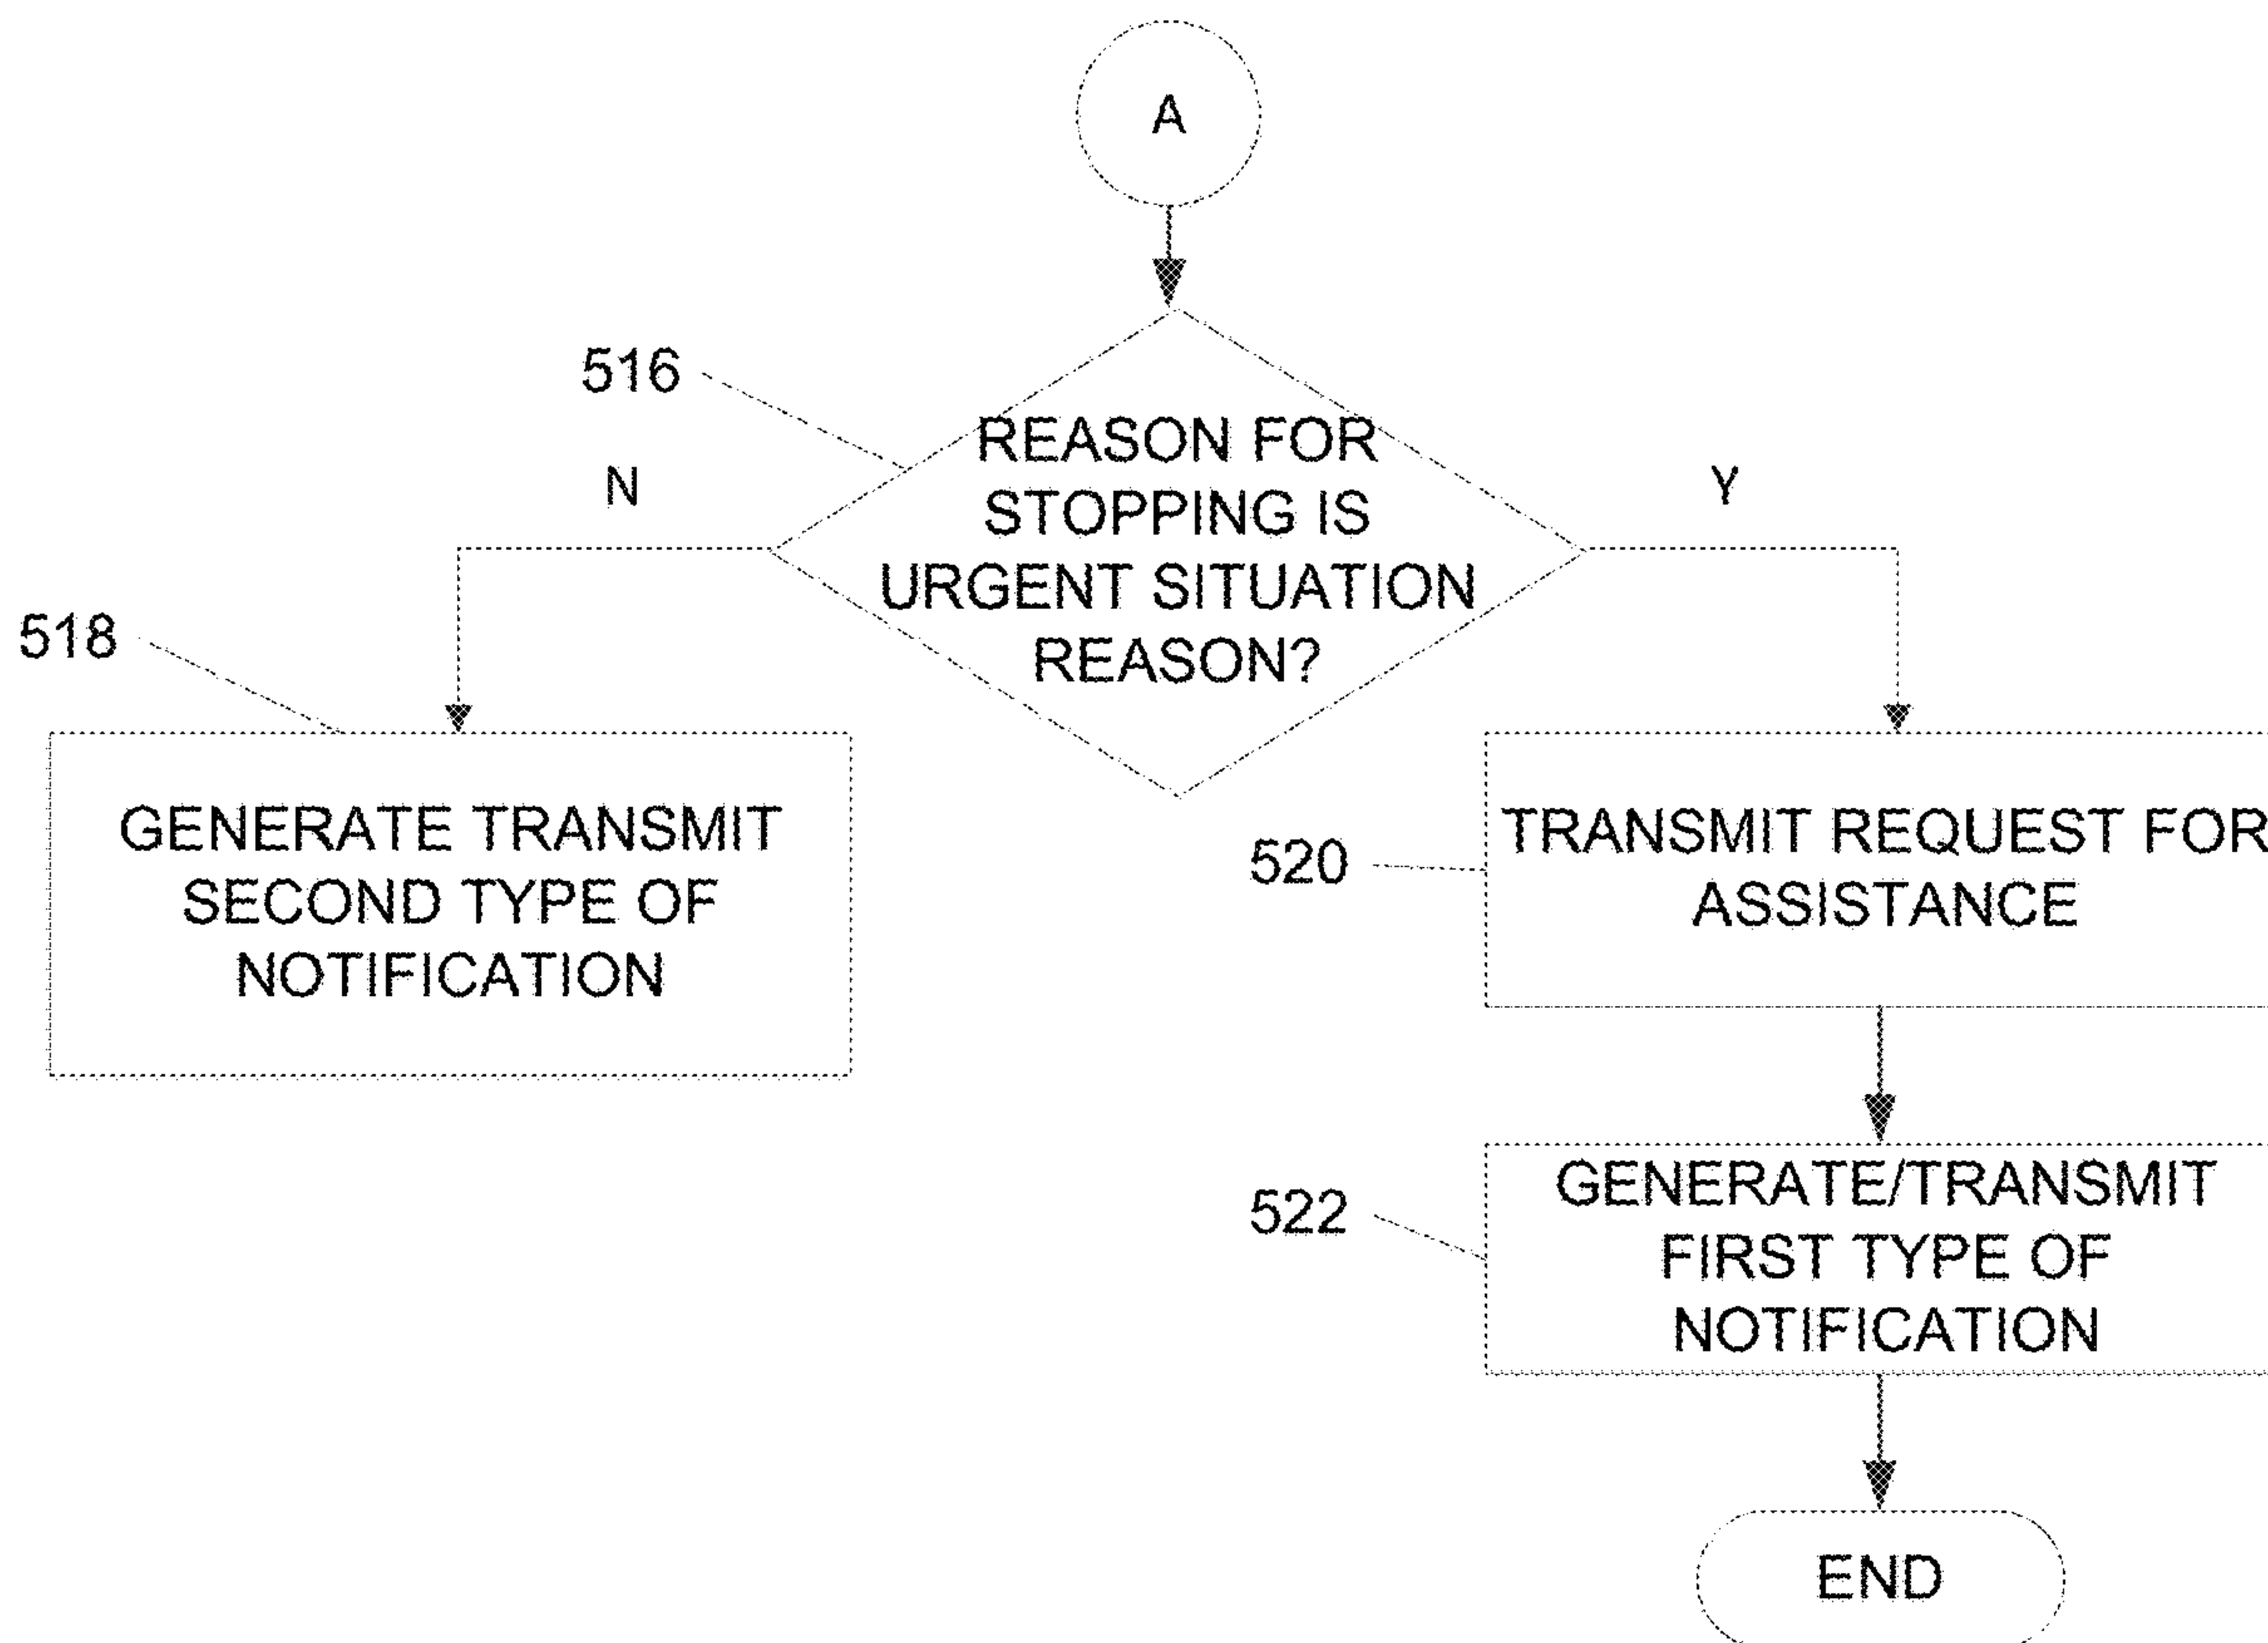 A
516
REASON FOR
STOPPING IS
URGENT SITUATION
REASON?
N
Y
518
GENERATE TRANSMIT
SECOND TYPE OF
NOTIFICATION
520
TRANSMIT REQUEST FOR
ASSISTANCE
522
GENERATE/TRANSMIT
FIRST TYPE OF
NOTIFICATION
END